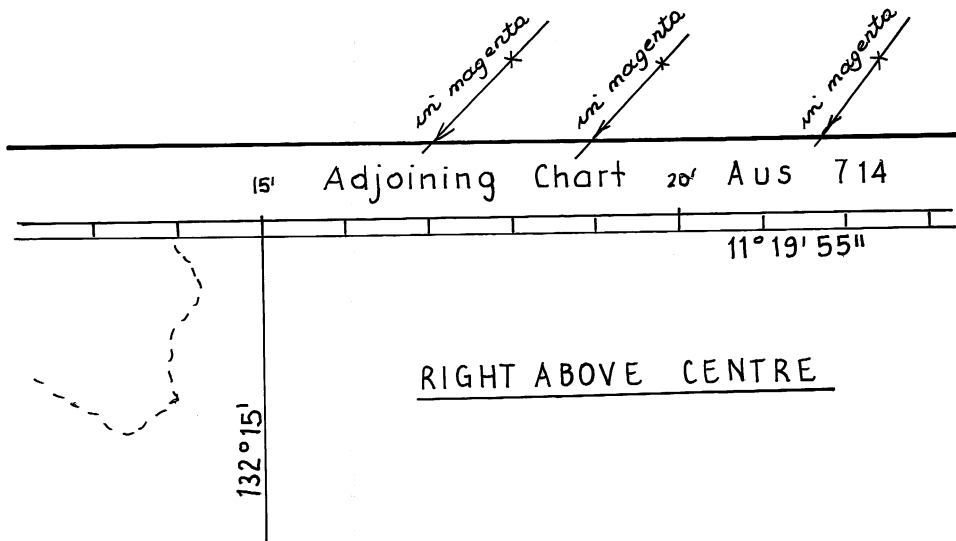 in magenta
in magenta
in magenta
15' Adjoining Chart 20' Aus 714
11°19'55"
RIGHT ABOVE CENTRE
132°15'